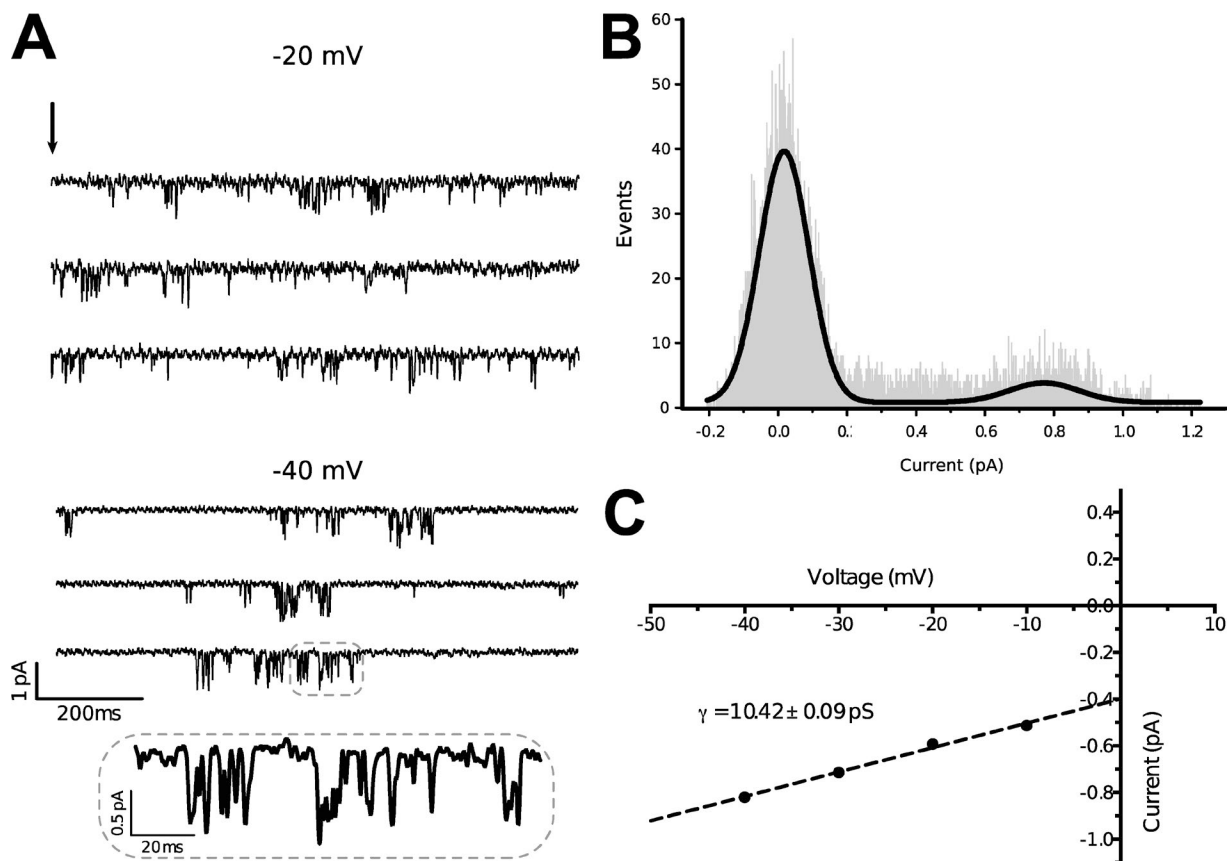 A
-20 mV
-40 mV
1 pA
200ms
0.5 pA
20ms
B
Events
60
50
40
30
20
10
0
-0.2
0.0
0.:
0.4
0.6
0.8
1.0
1.2
Current (pA)
C
Voltage (mV)
-50
-40
-30
-20
-10
10
0.4
0.2
0.0
-0.2
-0.4
-0.6
-0.8
-1.0
Current (pA)
γ =10.42± 0.09 pS